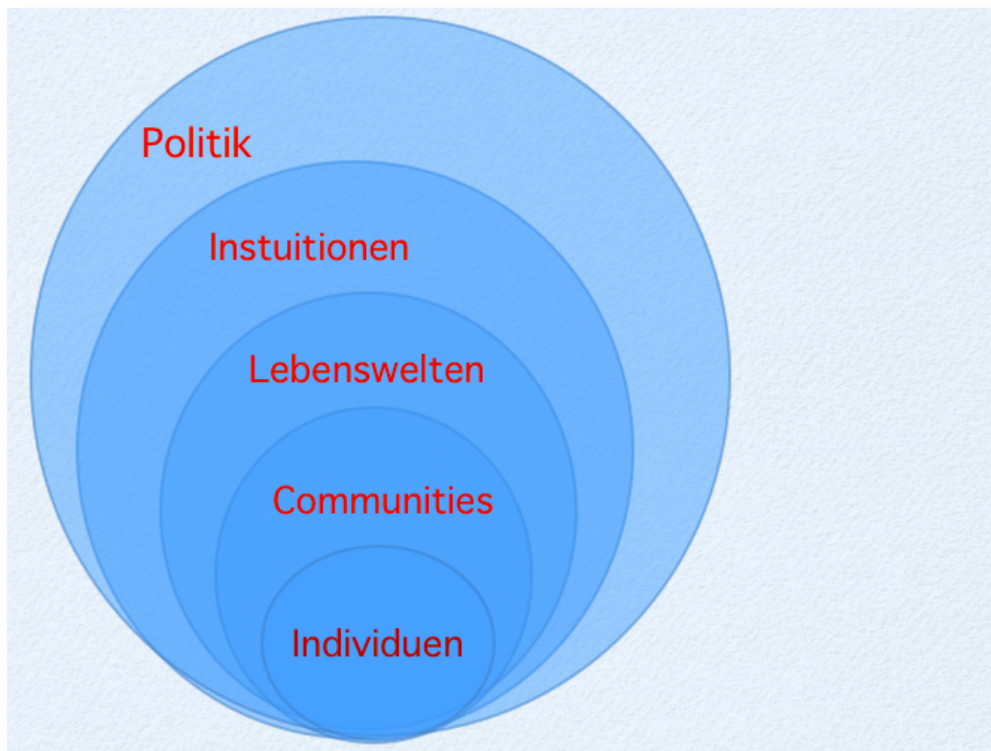 Politik
Instuitionen
Lebenswelten
Communities
Individuen